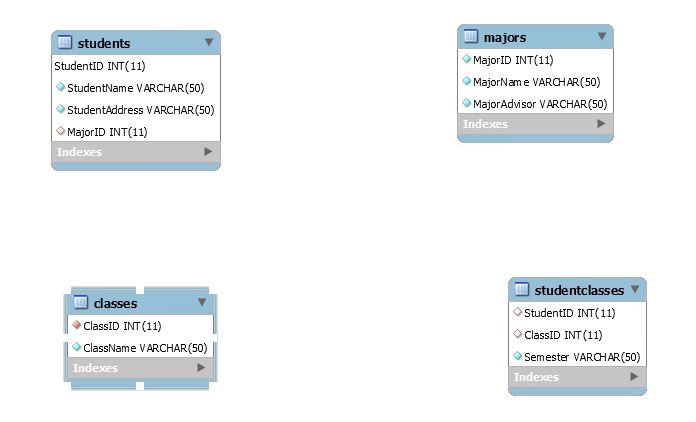 students
StudentID INT(11)
StudentName VARCHAR(50)
StudentAddress VARCHAR(50)
MajorID INT(11)
Indexes
majors
MajorID INT(11)
MajorName VARCHAR(50)
MajorAdvisor VARCHAR(50)
Indexes
classes
ClassID INT(11)
ClassName VARCHAR(50)
Indexes
studentclasses
StudentID INT(11)
ClassID INT(11)
Semester VARCHAR(50)
Indexes